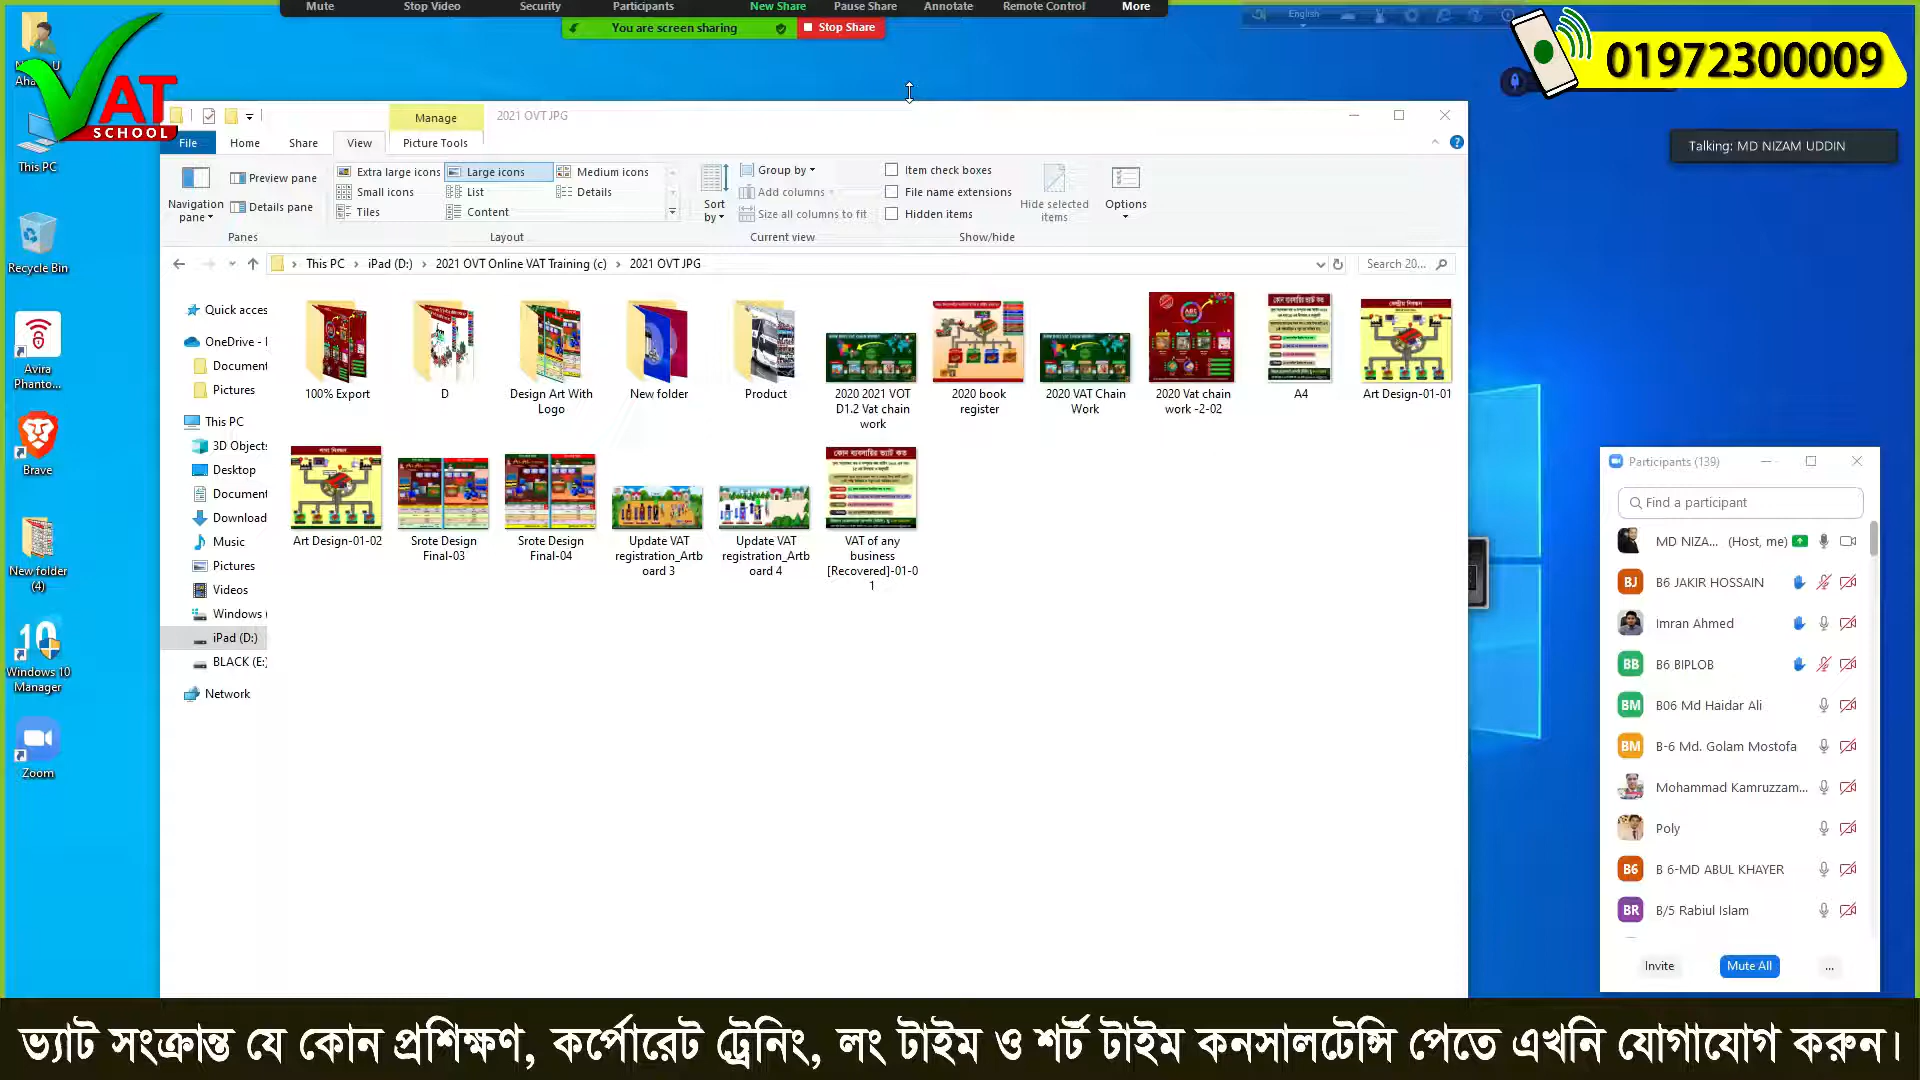 Mute Stop Video Security Participants New Share Pause Share Annotate Remote Control More
You are screen sharing Stop Share
English
01972300009
VAT
SCHOOL
Talking: MD NIZAM UDDIN
Manage 2021 OVT JPG
File Home Share View Picture Tools
Navigation pane
Preview pane
Details pane
Panes
Extra large icons Large icons Medium icons
Small icons List Details
Tiles Content
Layout
Sort by
Group by
Add columns
Size all columns to fit
Current view
Item check boxes
File name extensions
Hidden items
Hide selected items
Show/hide
Options
This PC iPad (D:) 2021 OVT Online VAT Training (c) 2021 OVT JPG
Search 20...
This PC
Recycle Bin
Avira Phanto...
Brave
New folder (4)
Windows 10 Manager
Zoom
Quick acces
OneDrive -
Document
Pictures
This PC
3D Objects
Desktop
Document
Download
Music
Pictures
Videos
Windows (
iPad (D:)
BLACK (E:)
Network
100% Export
D
Design Art With Logo
New folder
Product
2020 2021 VOT D1.2 Vat chain work
2020 book register
2020 VAT Chain Work
2020 Vat chain work -2-02
A4
Art Design-01-01
Art Design-01-02
Srote Design Final-03
Srote Design Final-04
Update VAT registration_Artboard 3
Update VAT registration_Artboard 4
VAT of any business [Recovered]-01-01
Participants (139)
Find a participant
MD NIZA... (Host, me)
BJ B6 JAKIR HOSSAIN
Imran Ahmed
BB B6 BIPLOB
BM B06 Md Haidar Ali
BM B-6 Md. Golam Mostofa
Mohammad Kamruzzam...
Poly
B6 B 6-MD ABUL KHAYER
BR B/5 Rabiul Islam
Invite Mute All ...
ভ্যাট সংক্রান্ত যে কোন প্রশিক্ষণ, কর্পোরেট ট্রেনিং, লং টাইম ও শর্ট টাইম কনসালটেন্সি পেতে এখনি যোগাযোগ করুন।